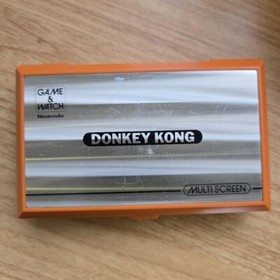 GAME
&
WATCH
Nintendo
DONKEY KONG
MULTI SCREEN